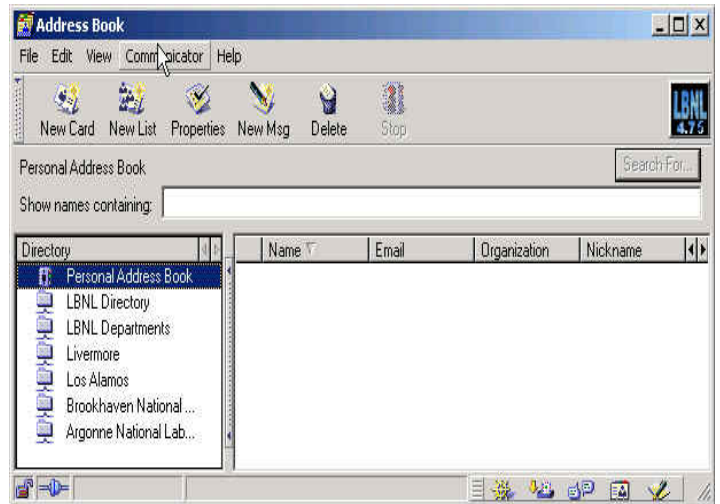 Address Book
File Edit View Communicator Help
New Card New List Properties New Msg Delete Stop
LBNL
4.76
Personal Address Book
Search For...
Show names containing:
Directory Name Email Organization Nickname
Personal Address Book
LBNL Directory
LBNL Departments
Livermore
Los Alamos
Brookhaven National ...
Argonne National Lab...